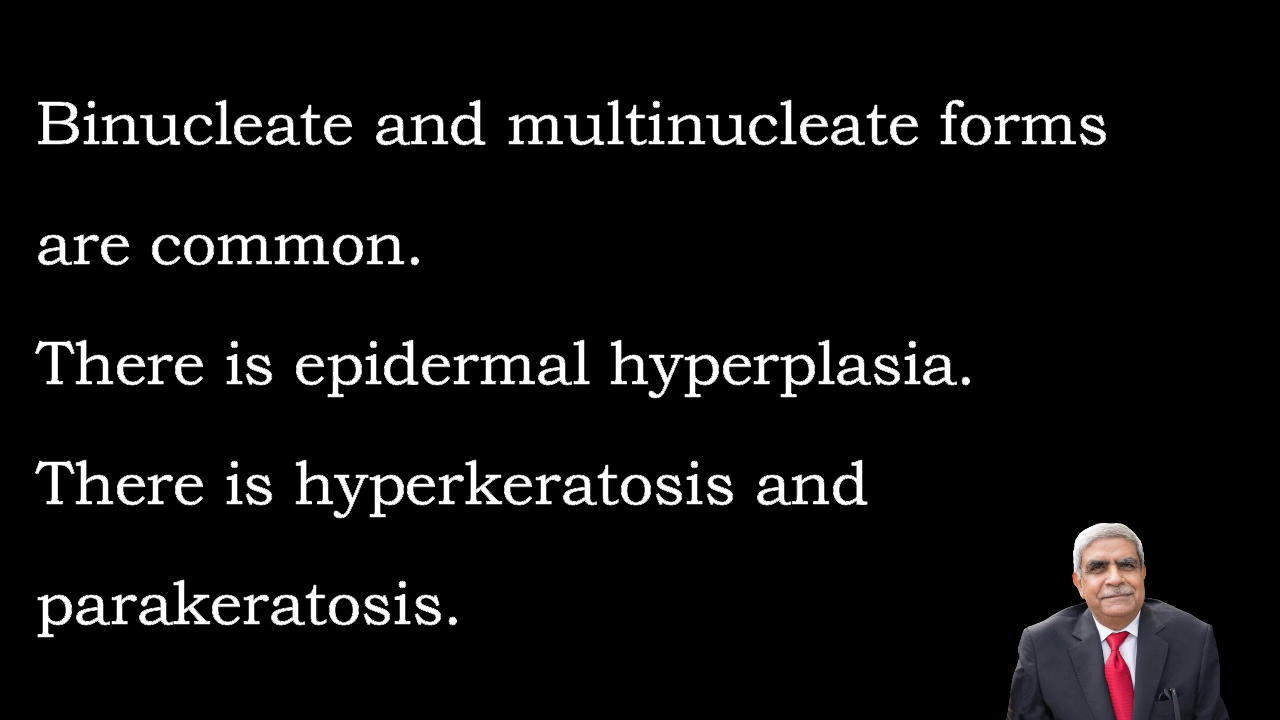 Binucleate and multinucleate forms
are common.
There is epidermal hyperplasia.
There is hyperkeratosis and
parakeratosis.